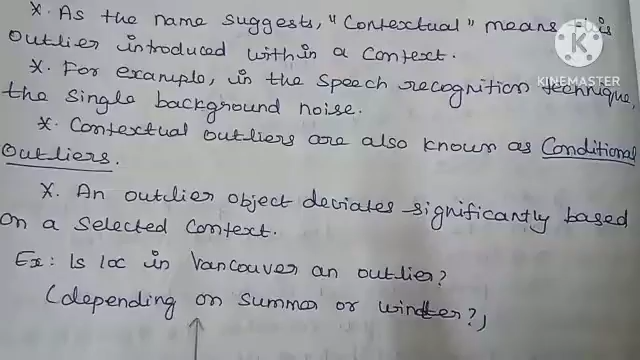 * As the name suggests, "Contextual" means this
Outlier introduced within a Context.
* For example, in the speech recognition technique,
the single background noise.
* Contextual outliers are also known as Conditional
Outliers.
* An outlier object deviates significantly based
on a selected context.
Ex: Is 10c in Vancouver an outlier?
(depending on summer or winter?)
KINEMASTER